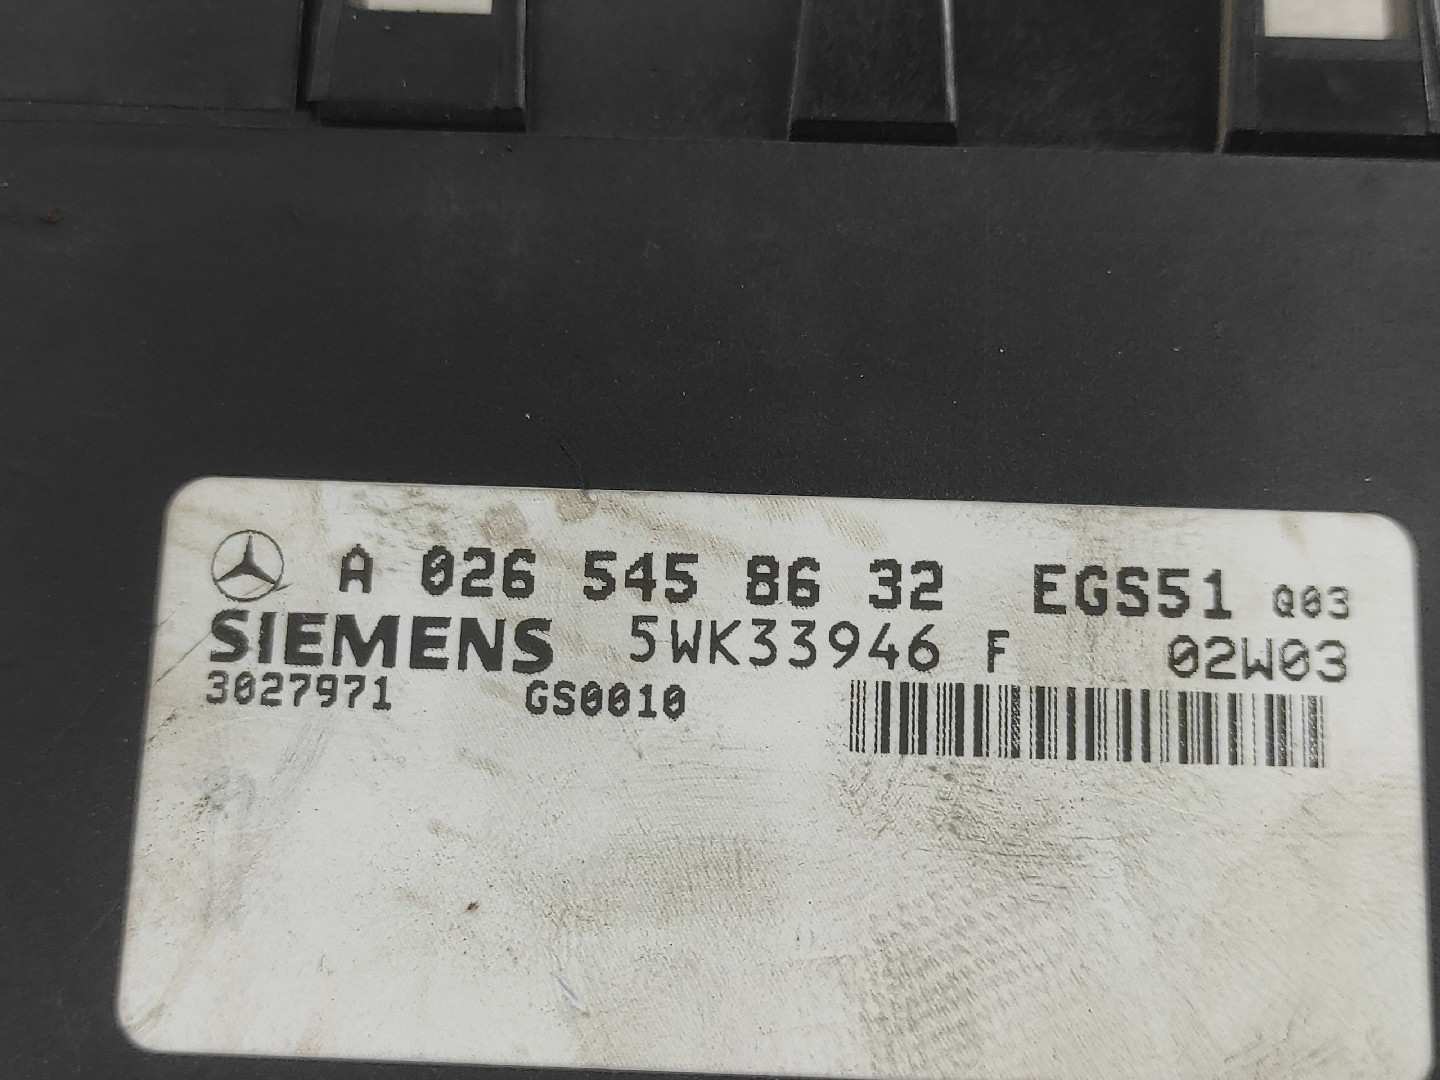 A 026 545 86 32 EGS51 Q03
SIEMENS 5WK33946 F 02W03
3027971 GS0010